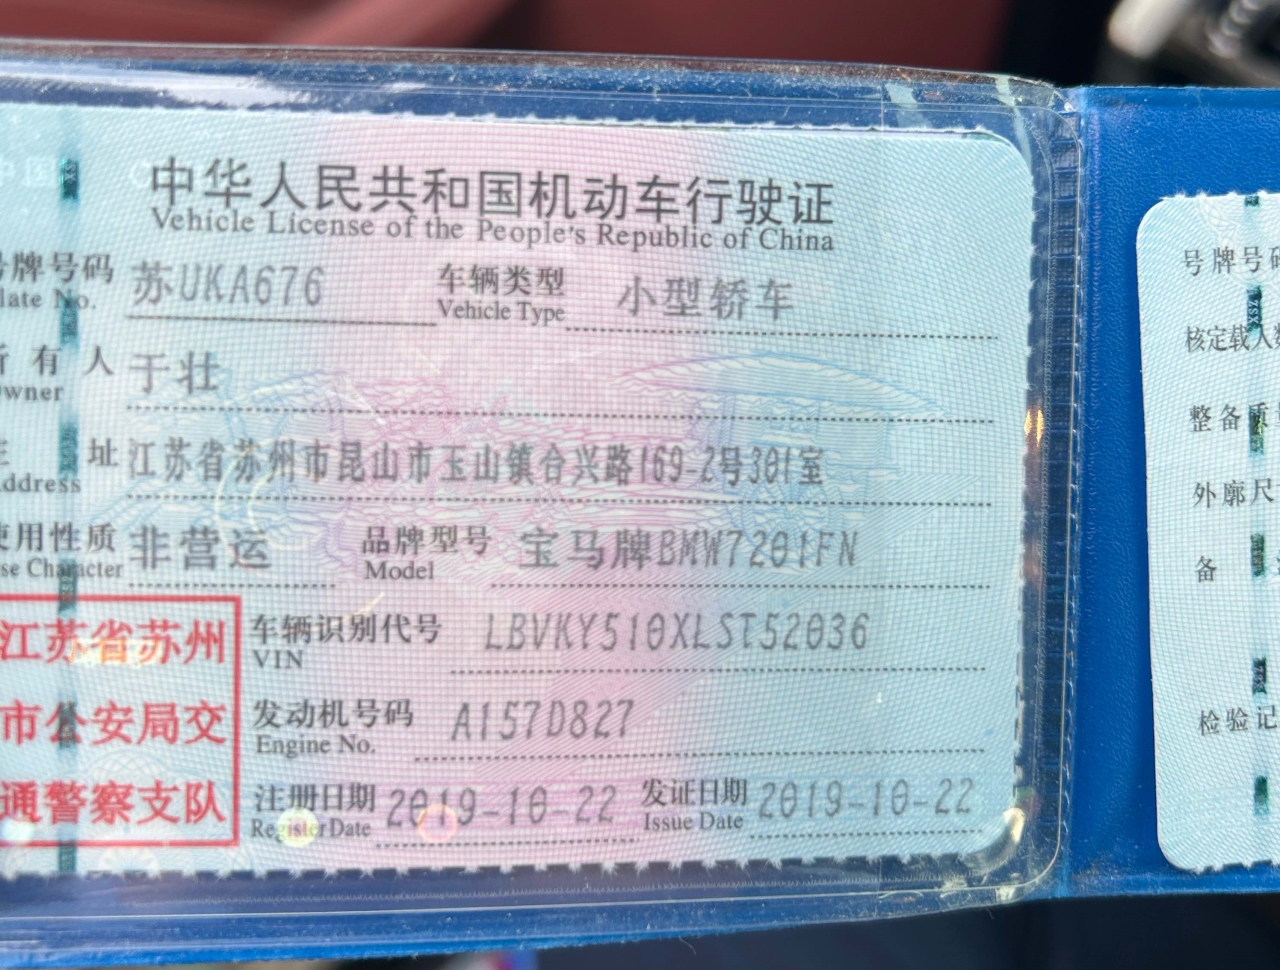 中华人民共和国机动车行驶证
Vehicle License of the People's Republic of China
号牌号码 苏UKA676 车辆类型 小型轿车
Plate No. Vehicle Type
所有人 于壮
Owner
住址 江苏省苏州市昆山市玉山镇合兴路169-2号301室
Address
使用性质 非营运 品牌型号 宝马牌BMW7201FN
Use Character Model
江苏省苏州
市公安局交
通警察支队
车辆识别代号 LBVKY510XLST52036
VIN
发动机号码 A157D827
Engine No.
注册日期 2019-10-22 发证日期 2019-10-22
Register Date Issue Date
号牌号码
核定载人数
整备质
外廓尺
备
检验记